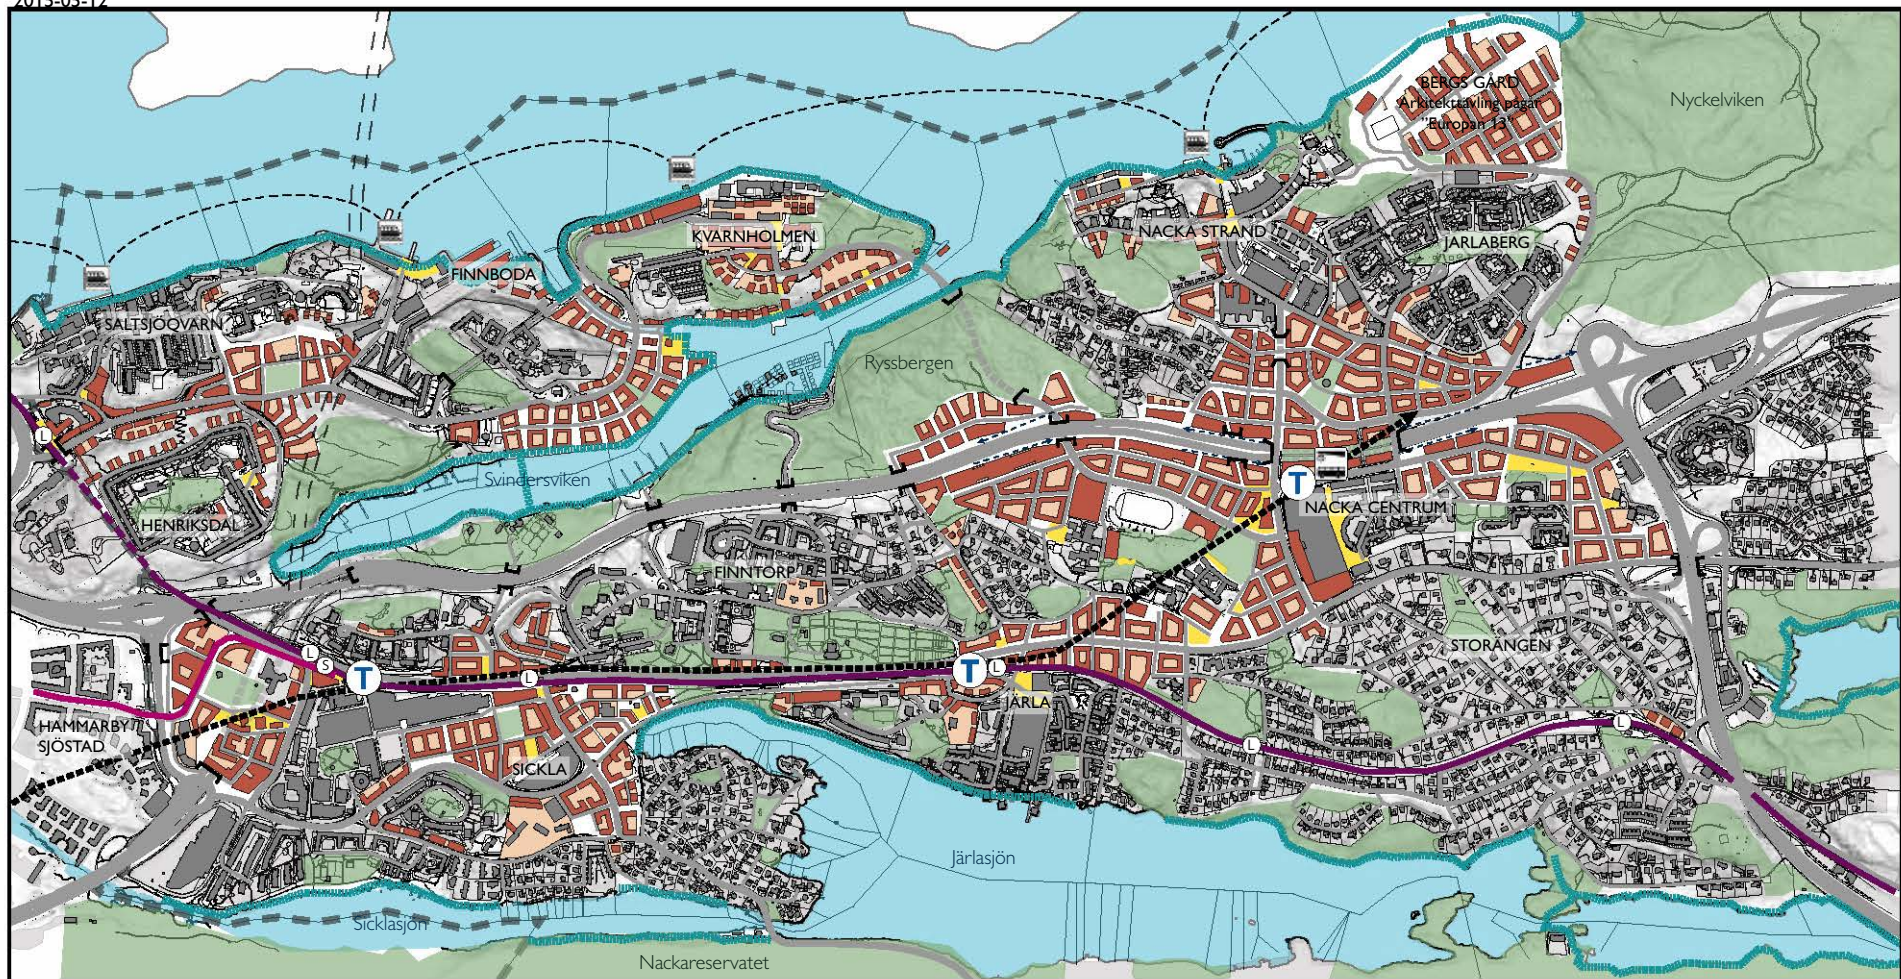 2015-03-12
BERGS GÅRD
Arkitekttävling pågår
"Europan 13"
Nyckelviken
KVARNHOLMEN
NACKA STRAND
JARLABERG
FINNBODA
SALTSJÖQVARN
Ryssbergen
L
Svindersviken
T
NACKA CENTRUM
HENRIKSDAL
FINNTORP
STORÄNGEN
L
S
T
L
T
L
JÄRLA
HAMMARBY
SJÖSTAD
L
L
SICKLA
Järlasjön
Sicklasjön
Nackareservatet